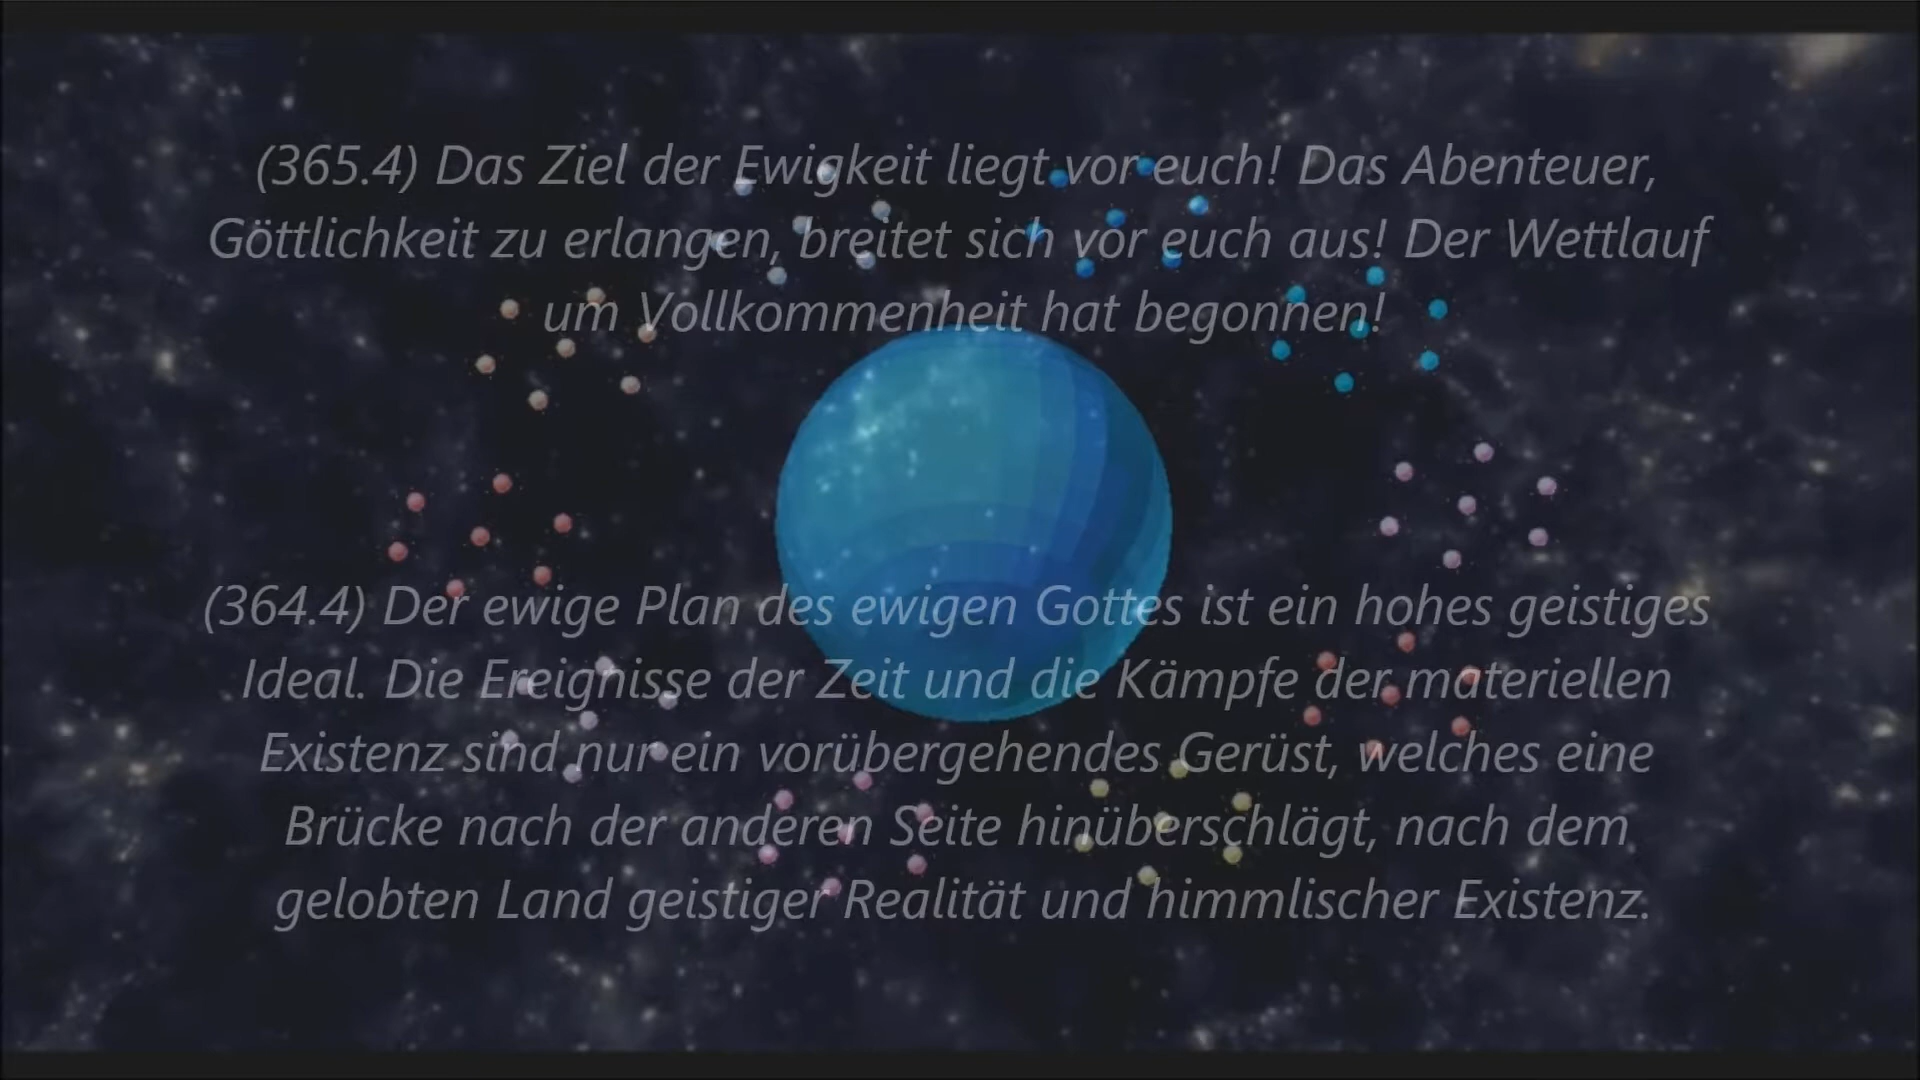 (365.4) Das Ziel der Ewigkeit liegt vor euch! Das Abenteuer,
Göttlichkeit zu erlangen, breitet sich vor euch aus! Der Wettlauf
um Vollkommenheit hat begonnen!
(364.4) Der ewige Plan des ewigen Gottes ist ein hohes geistiges
Ideal. Die Ereignisse der Zeit und die Kämpfe der materiellen
Existenz sind nur ein vorübergehendes Gerüst, welches eine
Brücke nach der anderen Seite hinüberschlägt, nach dem
gelobten Land geistiger Realität und himmlischer Existenz.